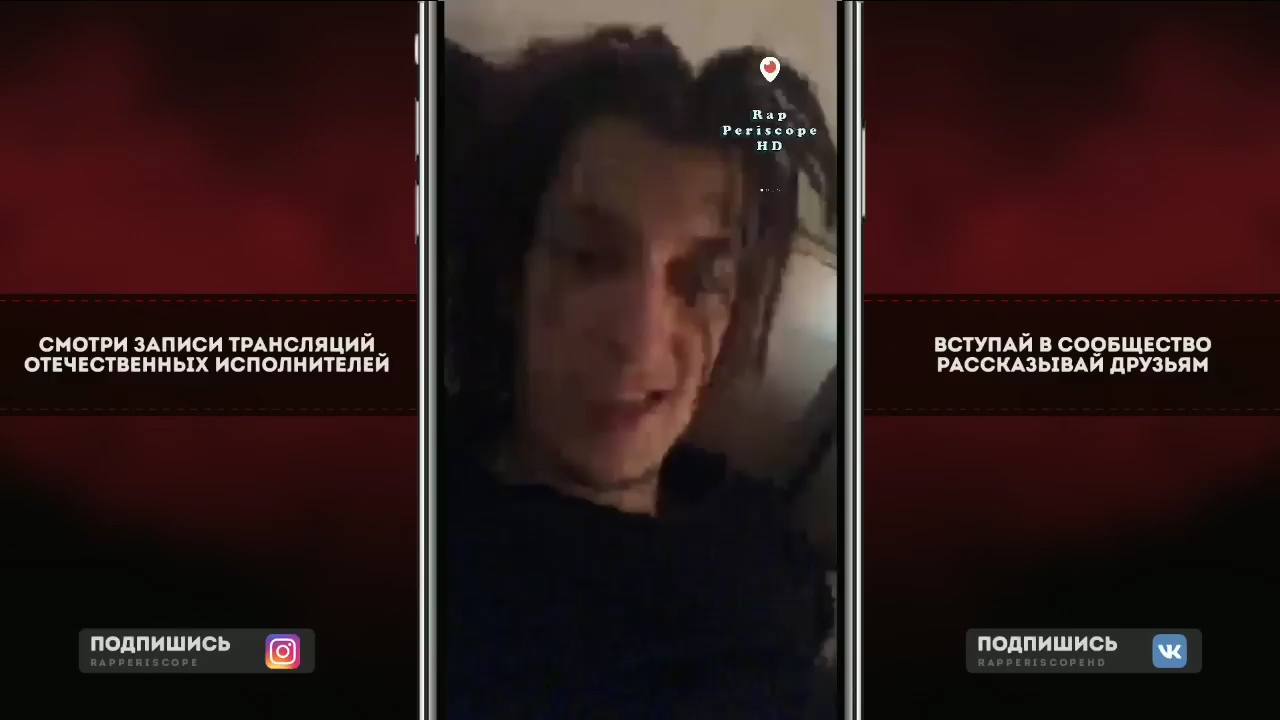 Rap
Periscope
HD
СМОТРИ ЗАПИСИ ТРАНСЛЯЦИЙ
ОТЕЧЕСТВЕННЫХ ИСПОЛНИТЕЛЕЙ
ВСТУПАЙ В СООБЩЕСТВО
РАССКАЗЫВАЙ ДРУЗЬЯМ
ПОДПИШИСЬ
RAPPERISCOPE
ПОДПИШИСЬ
RAPPERISCOPEHD